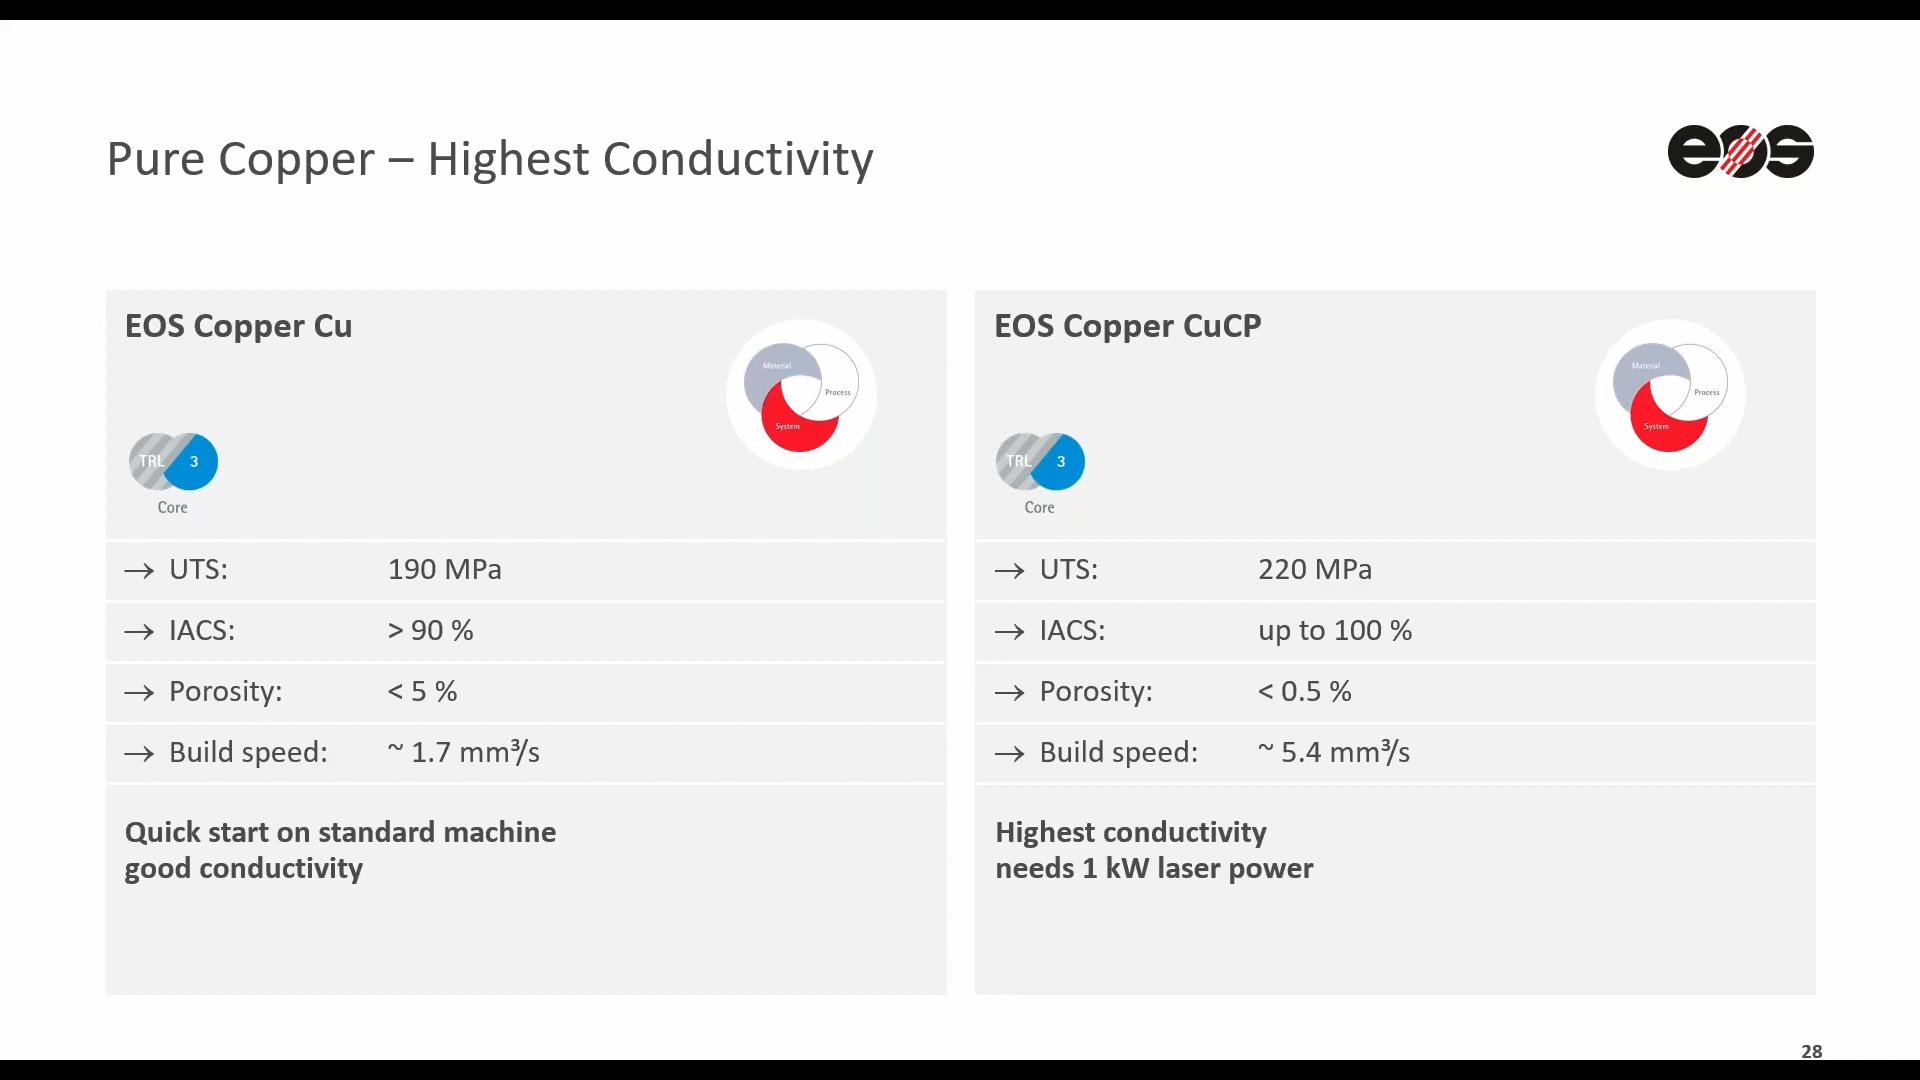 Pure Copper – Highest Conductivity
eos
EOS Copper Cu
Material
Process
System
TRL 3
Core
→ UTS: 190 MPa
→ IACS: > 90 %
→ Porosity: < 5 %
→ Build speed: ~ 1.7 mm³/s
Quick start on standard machine
good conductivity
EOS Copper CuCP
Material
Process
System
TRL 3
Core
→ UTS: 220 MPa
→ IACS: up to 100 %
→ Porosity: < 0.5 %
→ Build speed: ~ 5.4 mm³/s
Highest conductivity
needs 1 kW laser power
28